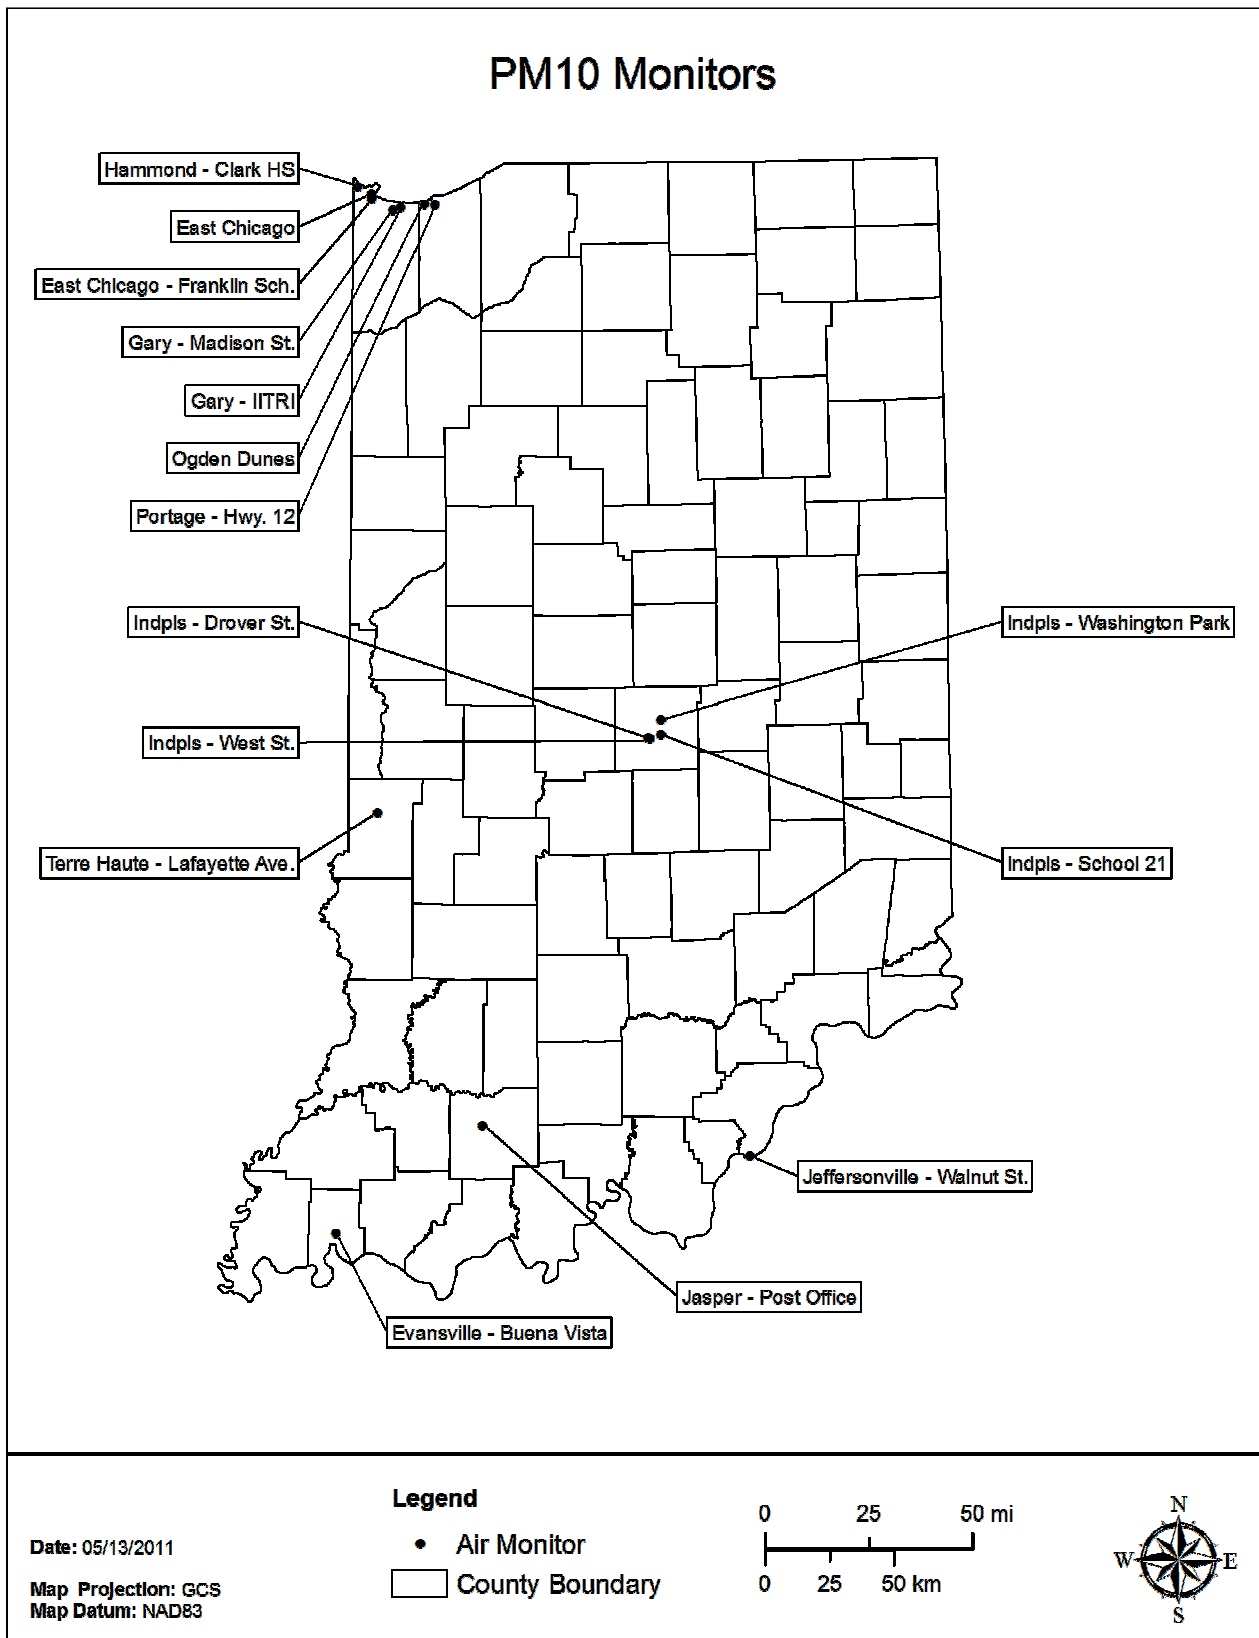 PM10 Monitors
Hammond - Clark HS
East Chicago
East Chicago - Franklin Sch.
Gary - Madison St.
Gary - IITRI
Ogden Dunes
Portage - Hwy. 12
Indpls - Drover St.
Indpls - Washington Park
Indpls - West St.
Terre Haute - Lafayette Ave.
Indpls - School 21
Jeffersonville - Walnut St.
Jasper - Post Office
Evansville - Buena Vista
Legend
Air Monitor
County Boundary
Date: 05/13/2011
Map Projection: GCS
Map Datum: NAD83
0 25 50 mi
0 25 50 km
N
W E
S